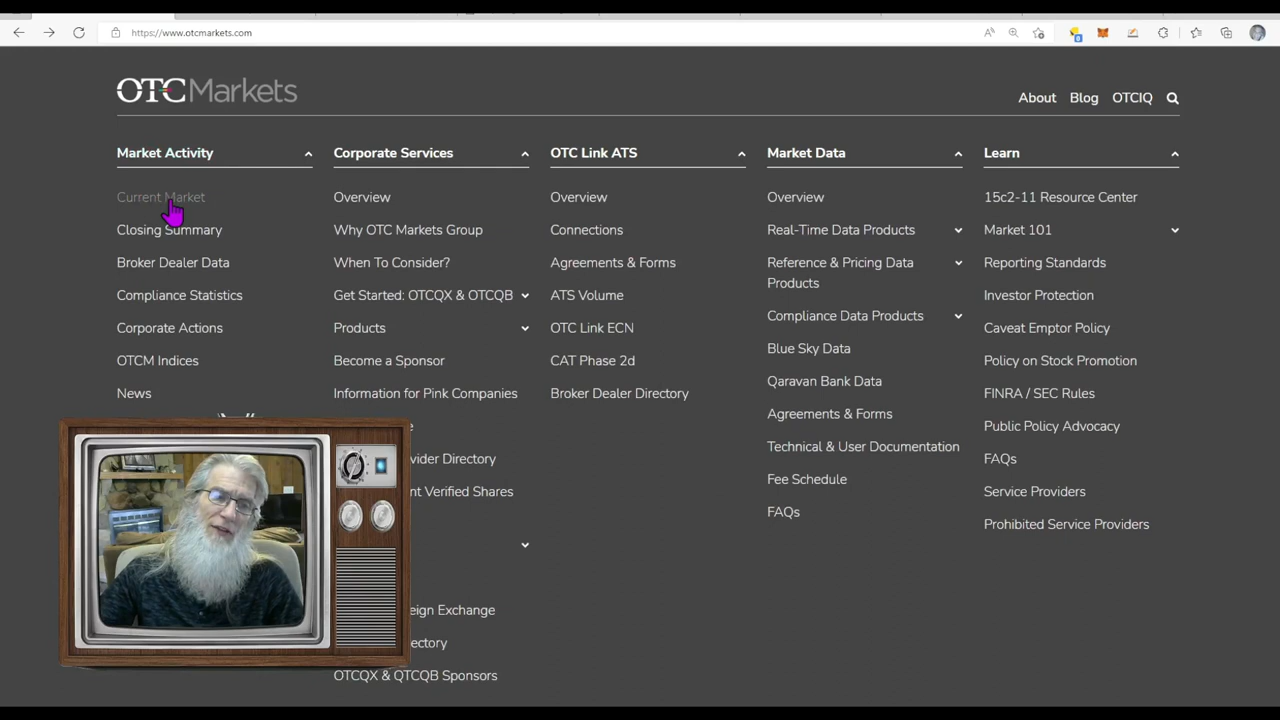 https://www.otcmarkets.com
OTCMarkets
About Blog OTCIQ
Market Activity
Current Market
Closing Summary
Broker Dealer Data
Compliance Statistics
Corporate Actions
OTCM Indices
News
Corporate Services
Overview
Why OTC Markets Group
When To Consider?
Get Started: OTCQX & OTCQB
Products
Become a Sponsor
Information for Pink Companies
vider Directory
nt Verified Shares
eign Exchange
ectory
OTCQX & QTCQB Sponsors
OTC Link ATS
Overview
Connections
Agreements & Forms
ATS Volume
OTC Link ECN
CAT Phase 2d
Broker Dealer Directory
Market Data
Overview
Real-Time Data Products
Reference & Pricing Data
Products
Compliance Data Products
Blue Sky Data
Qaravan Bank Data
Agreements & Forms
Technical & User Documentation
Fee Schedule
FAQs
Learn
15c2-11 Resource Center
Market 101
Reporting Standards
Investor Protection
Caveat Emptor Policy
Policy on Stock Promotion
FINRA / SEC Rules
Public Policy Advocacy
FAQs
Service Providers
Prohibited Service Providers